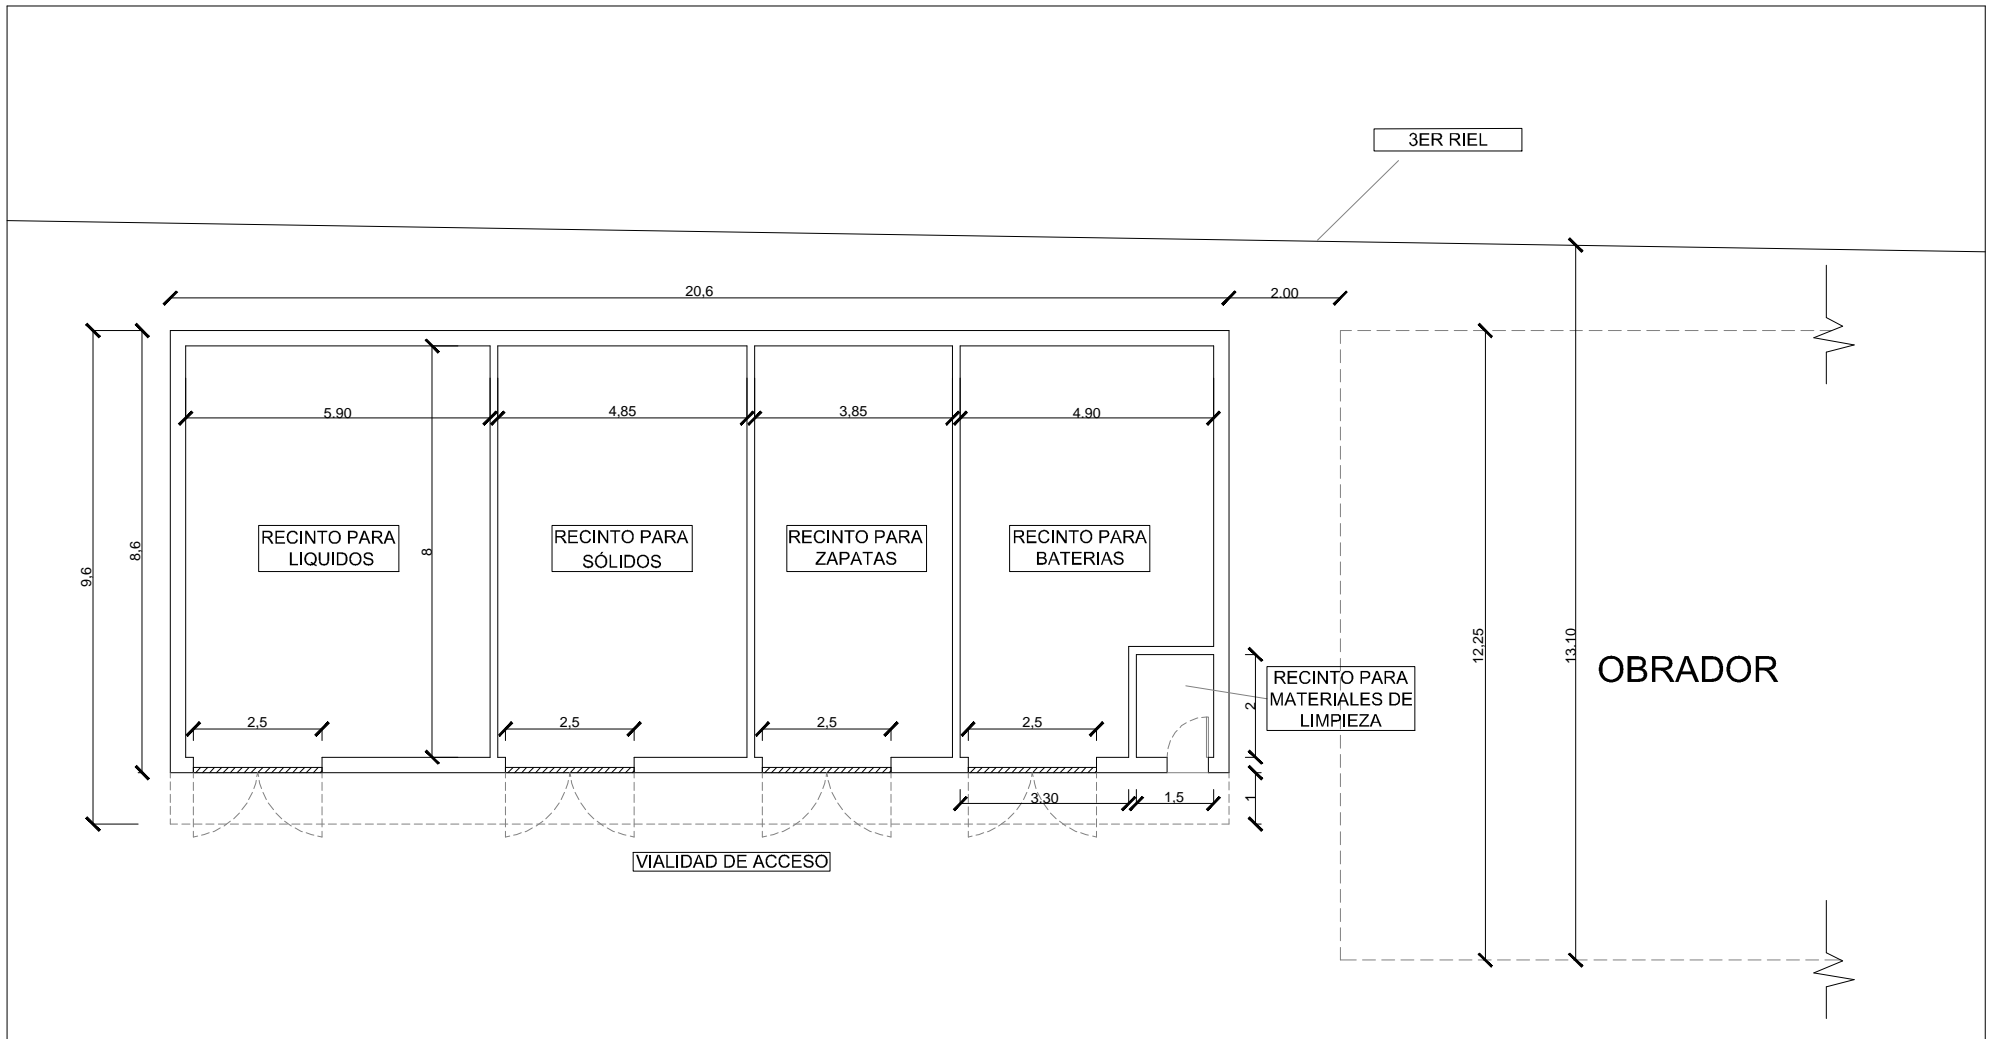 3ER RIEL
20,6
2.00
5.90
4,85
3,85
4.90
9,6
8,6
8
RECINTO PARA
LIQUIDOS
RECINTO PARA
SÓLIDOS
RECINTO PARA
ZAPATAS
RECINTO PARA
BATERIAS
12,25
13.10
OBRADOR
RECINTO PARA
MATERIALES DE
LIMPIEZA
2
2,5
2,5
2,5
2,5
3.30
1,5
1
VIALIDAD DE ACCESO